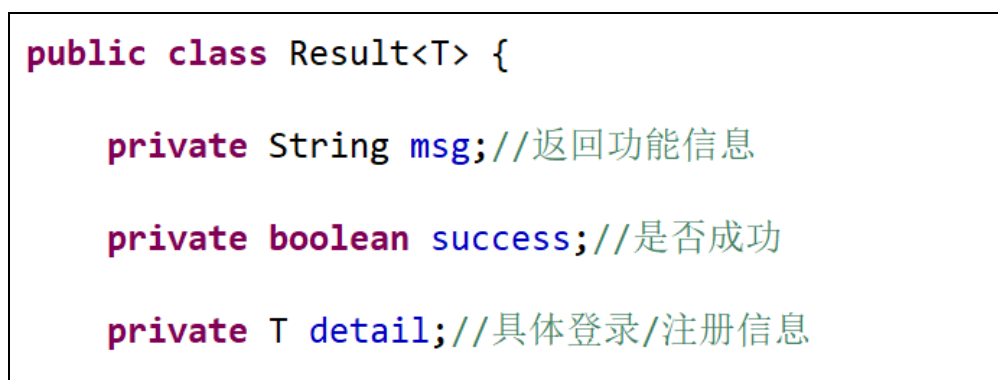 public class Result<T> {
private String msg;//返回功能信息
private boolean success;//是否成功
private T detail;//具体登录/注册信息